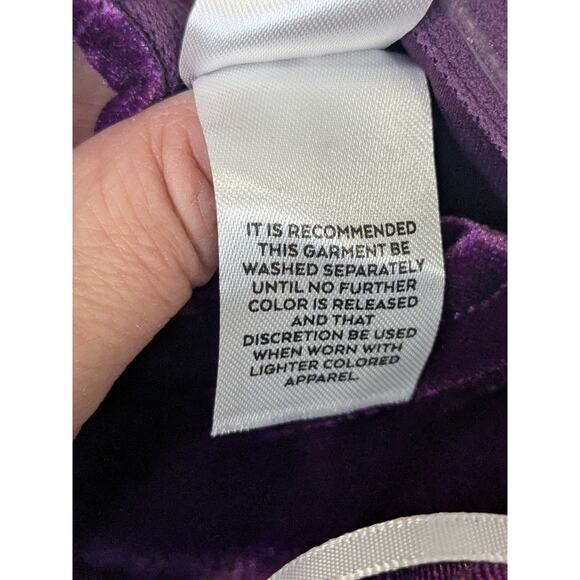 IT IS RECOMMENDED
THIS GARMENT BE
WASHED SEPARATELY
UNTIL NO FURTHER
COLOR IS RELEASED
AND THAT
DISCRETION BE USED
WHEN WORN WITH
LIGHTER COLORED
APPAREL.